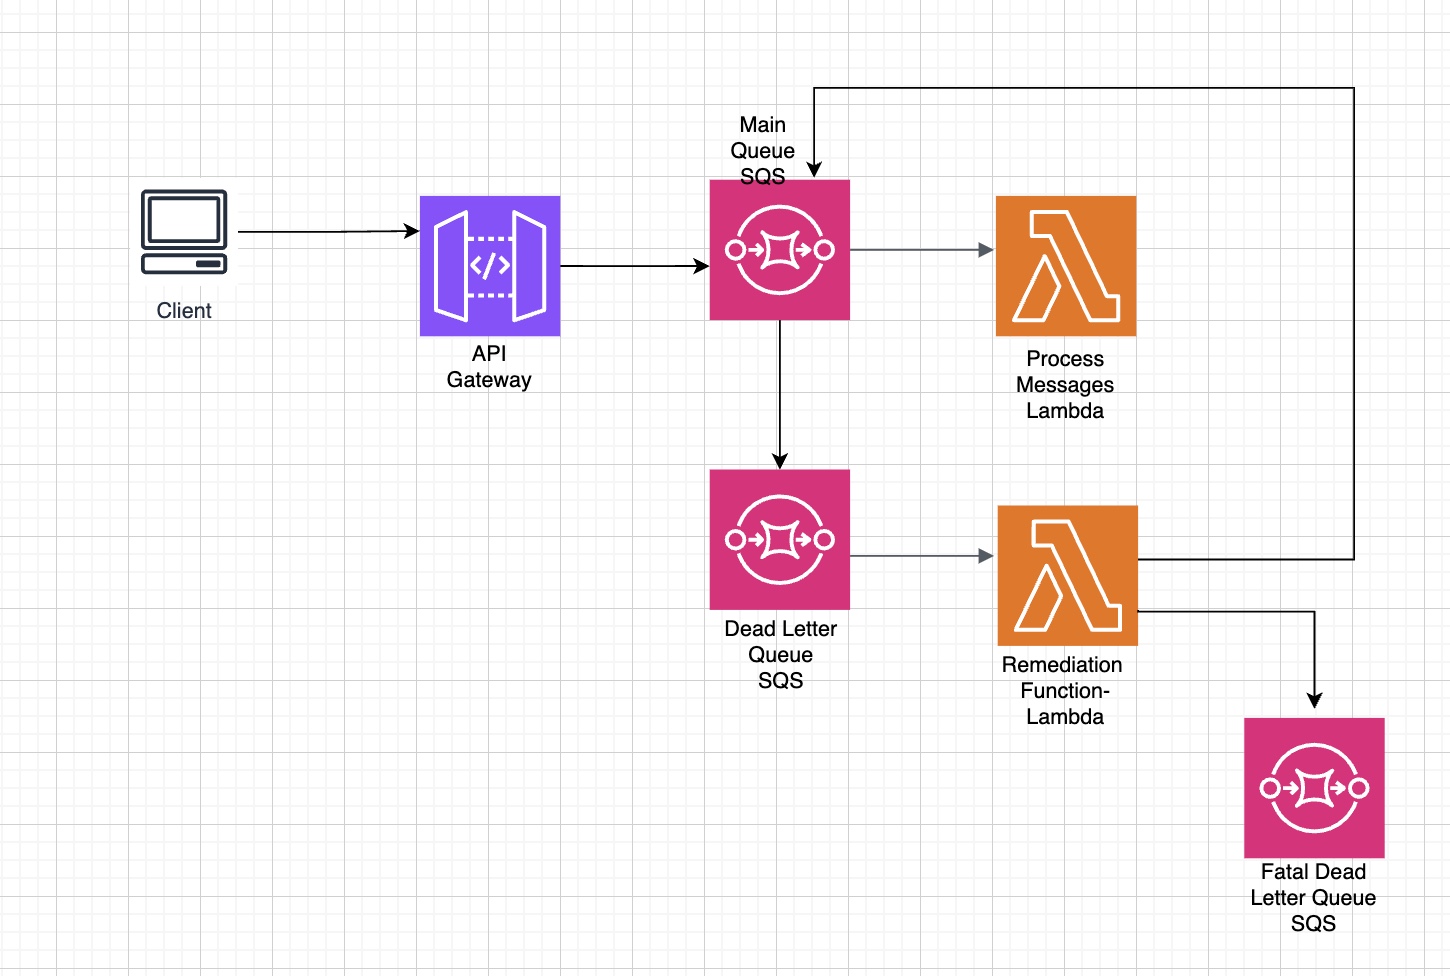 Main
Queue
SQS
</>
Client
API
Gateway
Process
Messages
Lambda
Dead Letter
Queue
SQS
Remediation
Function-
Lambda
Fatal Dead
Letter Queue
SQS